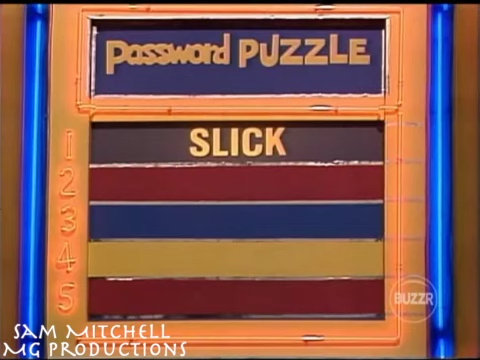 Password PUZZLE
1 SLICK
2
3
4
5
BUZZR
SAM MITCHELL
MG PRODUCTIONS